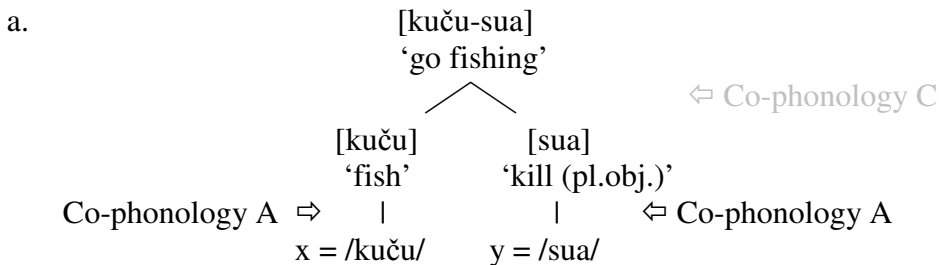 a. [kuču-sua]
‘go fishing’
⇦ Co-phonology C
[kuču] [sua]
‘fish’ ‘kill (pl.obj.)’
Co-phonology A ⇨ | | ⇦ Co-phonology A
x = /kuču/ y = /sua/